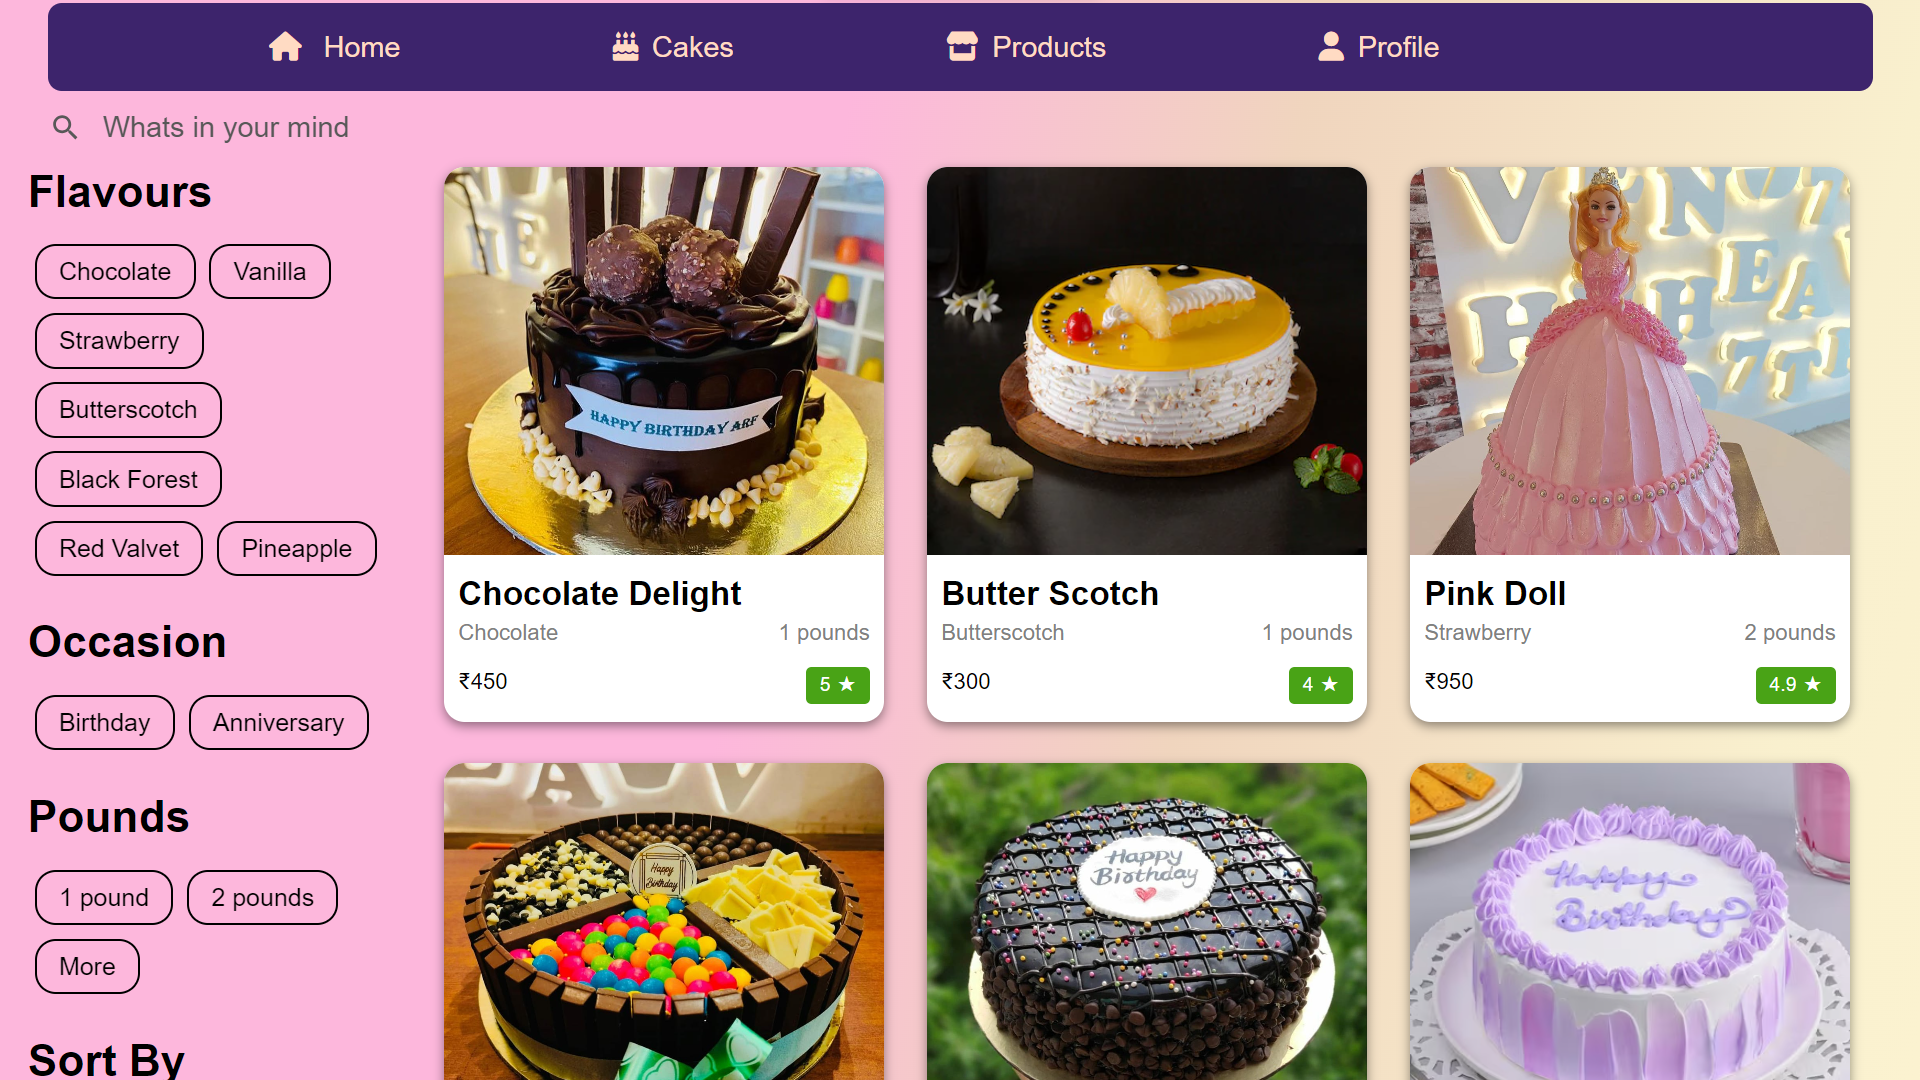 Home
Cakes
Products
Profile
Whats in your mind
Flavours
Chocolate
Vanilla
Strawberry
Butterscotch
Black Forest
Red Valvet
Pineapple
Occasion
Birthday
Anniversary
Pounds
1 pound
2 pounds
More
Sort By
HAPPY BIRTHDAY ARF
Chocolate Delight
Chocolate
1 pounds
₹450
5 ★
Butter Scotch
Butterscotch
1 pounds
₹300
4 ★
Pink Doll
Strawberry
2 pounds
₹950
4.9 ★
Happy
Birthday
Happy
Birthday
Happy
Birthday